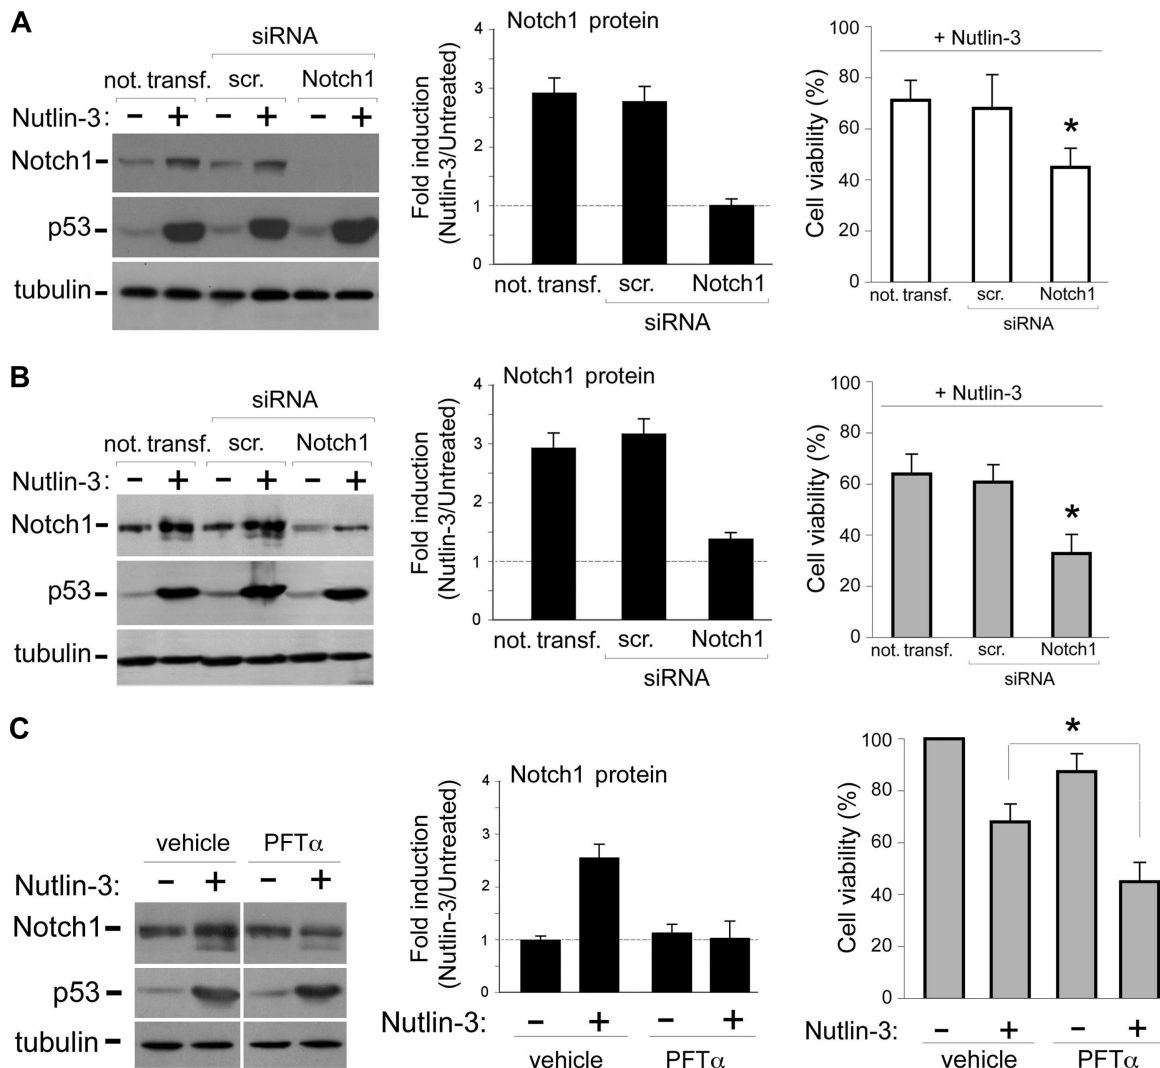 A
siRNA
not. transf. scr. Notch1
Nutlin-3: − + − + − +
Notch1
p53
tubulin
Notch1 protein
Fold induction
(Nutlin-3/Untreated)
4
3
2
1
0
not. transf. scr. Notch1
siRNA
+ Nutlin-3
Cell viability (%)
100
80
60
40
20
0
*
not. transf. scr. Notch1
siRNA
B
siRNA
not. transf. scr. Notch1
Nutlin-3: − + − + − +
Notch1
p53
tubulin
Notch1 protein
Fold induction
(Nutlin-3/Untreated)
4
3
2
1
0
not. transf. scr. Notch1
siRNA
+ Nutlin-3
Cell viability (%)
100
80
60
40
20
0
*
not. transf. scr. Notch1
siRNA
C
vehicle PFTα
Nutlin-3: − + − +
Notch1
p53
tubulin
Notch1 protein
Fold induction
(Nutlin-3/Untreated)
4
3
2
1
0
Nutlin-3: − + − +
vehicle PFTα
Cell viability (%)
100
80
60
40
20
0
*
Nutlin-3: − + − +
vehicle PFTα